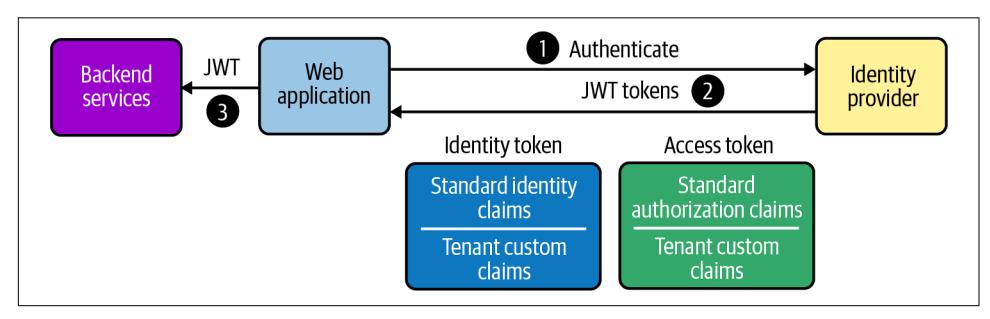 Backend
services
JWT
3
Web
application
1 Authenticate
JWT tokens 2
Identity
provider
Identity token
Standard identity
claims
Tenant custom
claims
Access token
Standard
authorization claims
Tenant custom
claims